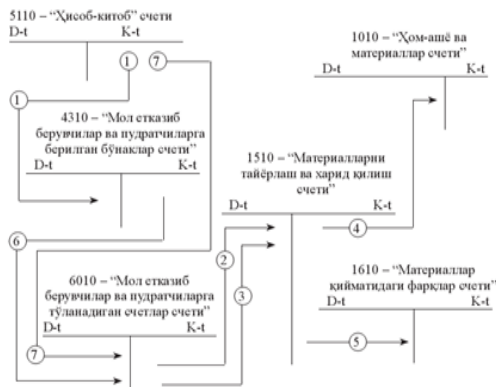 5110 – “Ҳисоб-китоб” счети
D-t K-t
1 7
1
4310 – “Мол етказиб
берувчилар ва пудратчиларга
берилган бўнаклар счети”
D-t K-t
6
6010 – “Мол етказиб
берувчилар ва пудратчиларга
тўланадиган счетлар счети”
D-t K-t
7
2
3
1510 – “Материалларни
тайёрлаш ва харид қилиш
счети”
D-t K-t
4
5
1010 – “Ҳом-ашё ва
материаллар счети”
D-t K-t
1610 – “Материаллар
қийматидаги фарқлар счети”
D-t K-t